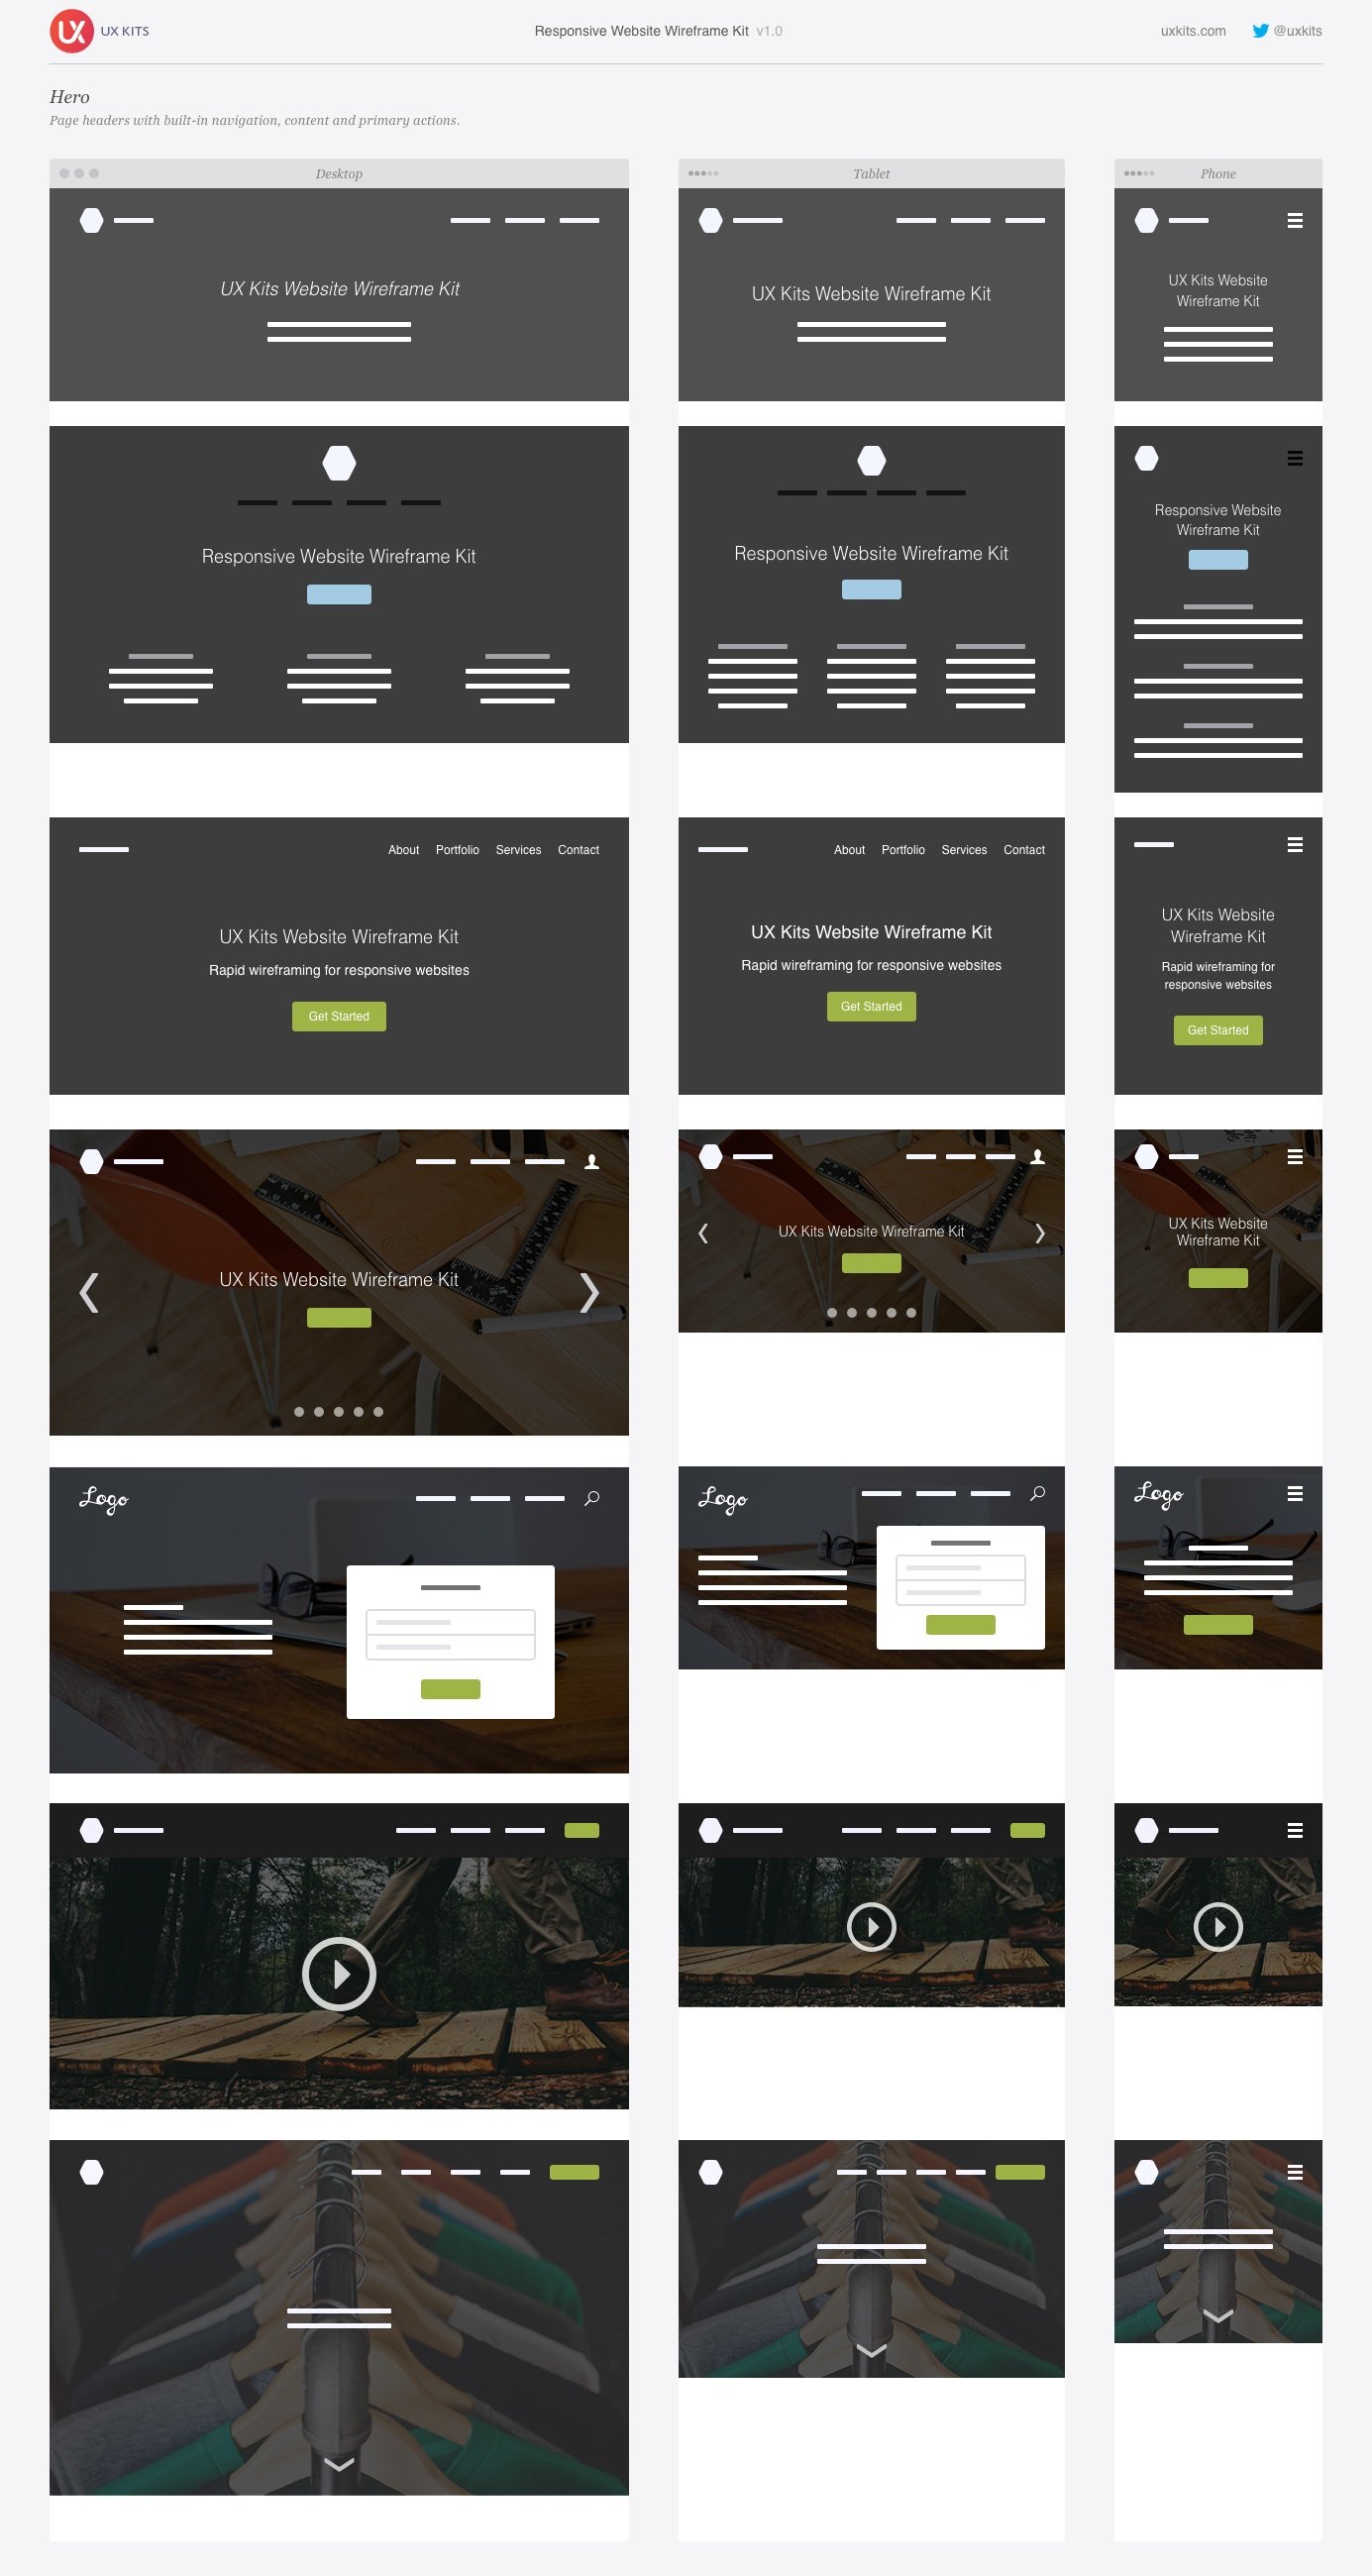 UX UX KITS
Responsive Website Wireframe Kit v1.0
uxkits.com
@uxkits
Hero
Page headers with built-in navigation, content and primary actions.
Desktop
Tablet
Phone
UX Kits Website Wireframe Kit
UX Kits Website Wireframe Kit
UX Kits Website
Wireframe Kit
Responsive Website Wireframe Kit
Responsive Website Wireframe Kit
Responsive Website
Wireframe Kit
About Portfolio Services Contact
UX Kits Website Wireframe Kit
Rapid wireframing for responsive websites
Get Started
About Portfolio Services Contact
UX Kits Website Wireframe Kit
Rapid wireframing for responsive websites
Get Started
UX Kits Website
Wireframe Kit
Rapid wireframing for
responsive websites
Get Started
UX Kits Website Wireframe Kit
UX Kits Website Wireframe Kit
UX Kits Website
Wireframe Kit
Logo
Logo
Logo